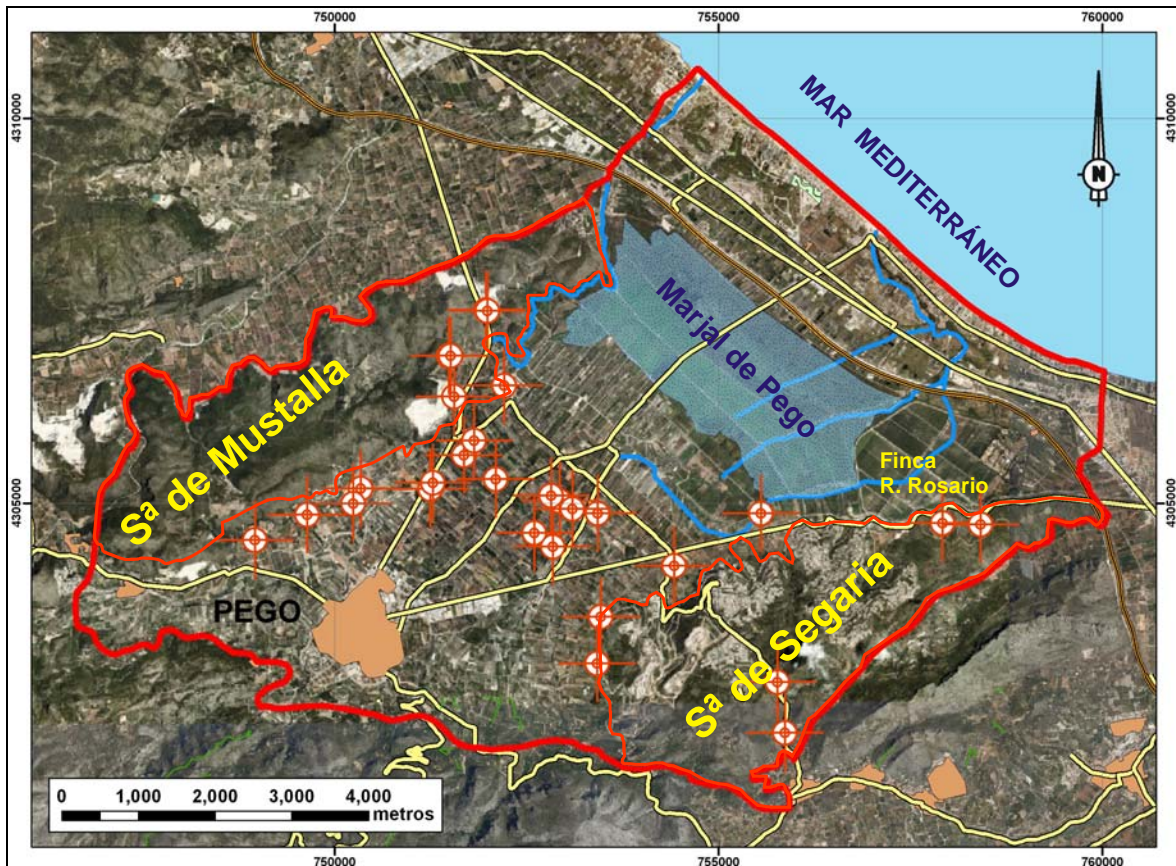 750000
755000
760000
4310000
4310000
MAR MEDITERRÁNEO
N
Marjal de Pego
Sª de Mustalla
Finca
R. Rosario
4305000
4305000
PEGO
Sª de Segaria
0 1,000 2,000 3,000 4,000
metros
750000
755000
760000